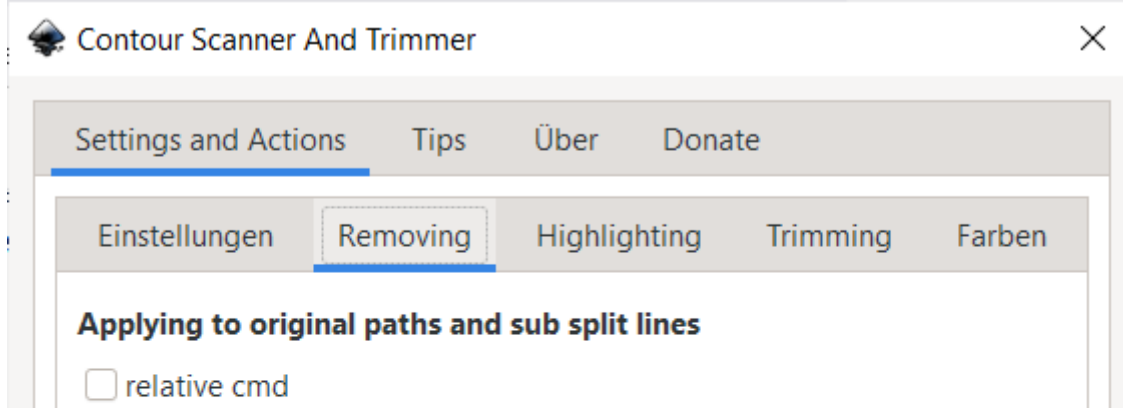 Contour Scanner And Trimmer
Settings and Actions Tips Über Donate
Einstellungen Removing Highlighting Trimming Farben
Applying to original paths and sub split lines
relative cmd